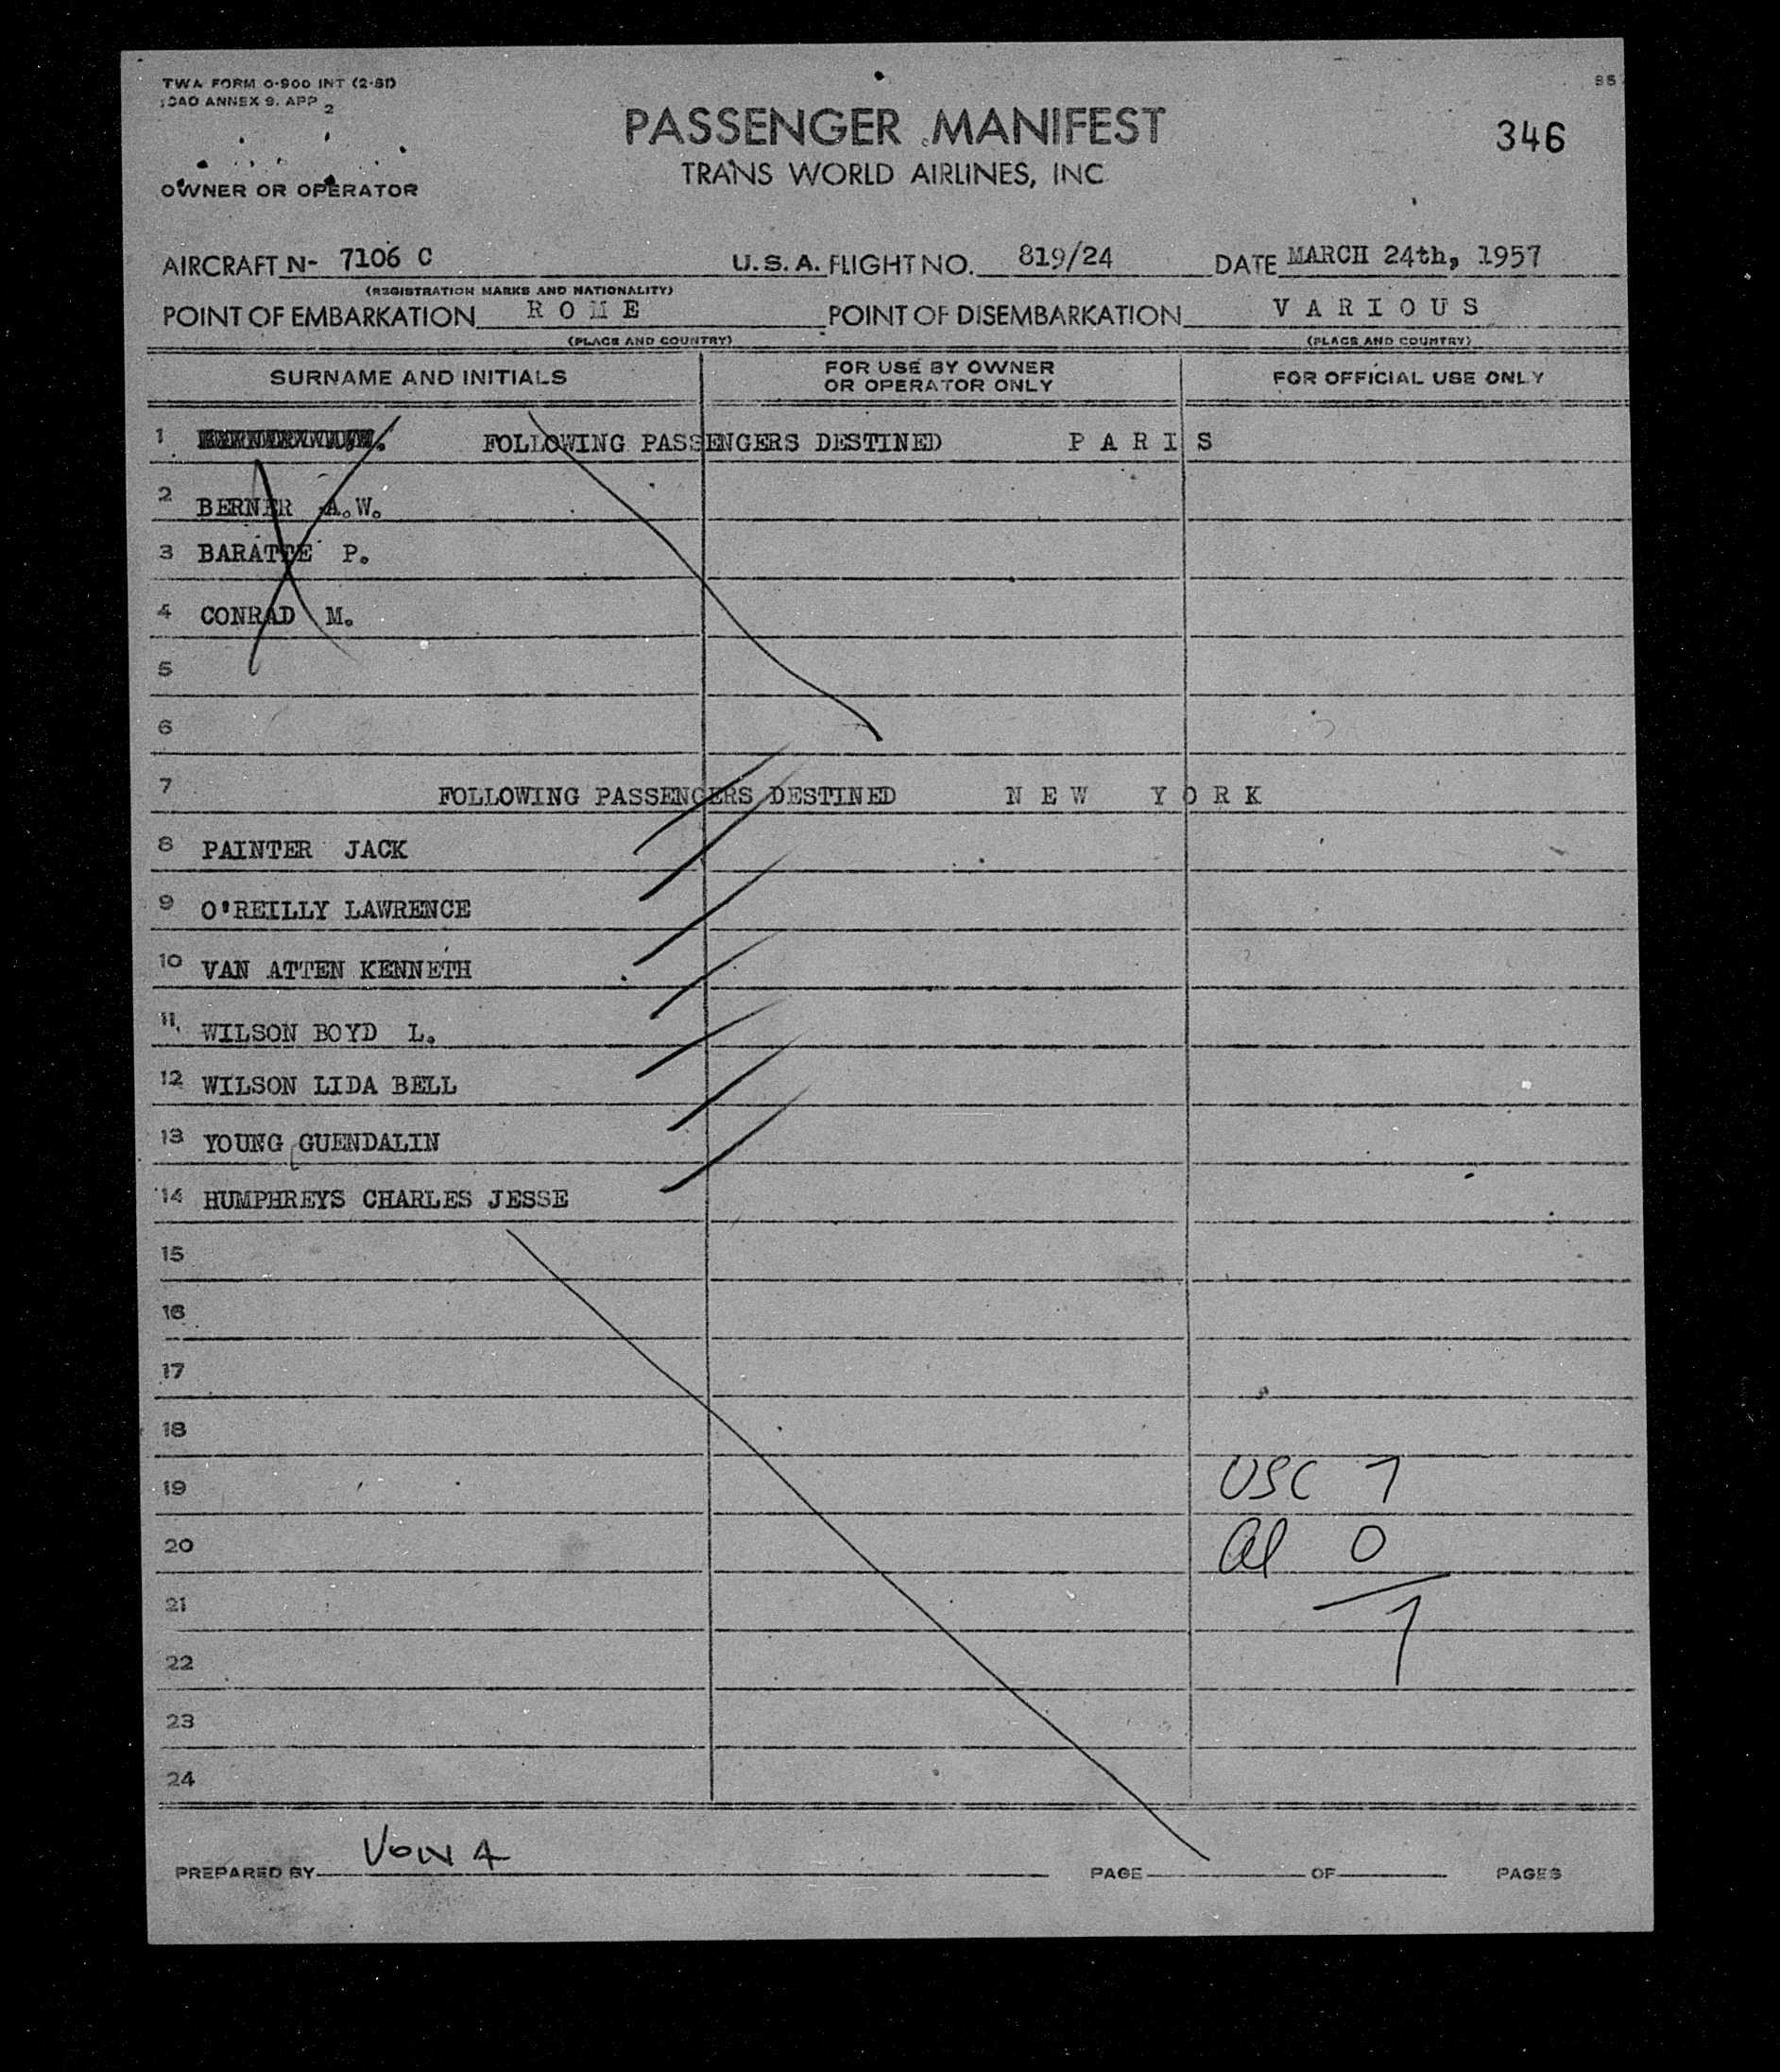 TWA FORM O-900 INT (2-51)
ICAO ANNEX 9. APP 2
PASSENGER MANIFEST
346
TRANS WORLD AIRLINES, INC
OWNER OR OPERATOR
AIRCRAFT N- 7106 C U.S.A. FLIGHT NO. 819/24 DATE MARCH 24th, 1957
(REGISTRATION MARKS AND NATIONALITY)
POINT OF EMBARKATION R O M E POINT OF DISEMBARKATION V A R I O U S
(PLACE AND COUNTRY) (PLACE AND COUNTRY)
SURNAME AND INITIALS FOR USE BY OWNER OR OPERATOR ONLY FOR OFFICIAL USE ONLY
1 FOLLOWING PASSENGERS DESTINED P A R I S
2 BERNER A.W.
3 BARATTE P.
4 CONRAD M.
5
6
7 FOLLOWING PASSENGERS DESTINED N E W Y O R K
8 PAINTER JACK
9 O'REILLY LAWRENCE
10 VAN ATTEN KENNETH
11 WILSON BOYD L.
12 WILSON LIDA BELL
13 YOUNG GUENDALIN
14 HUMPHREYS CHARLES JESSE
15
16
17
18
19 USC 7
20 al 0
21 7
22
23
24
PREPARED BY PAGE OF PAGES